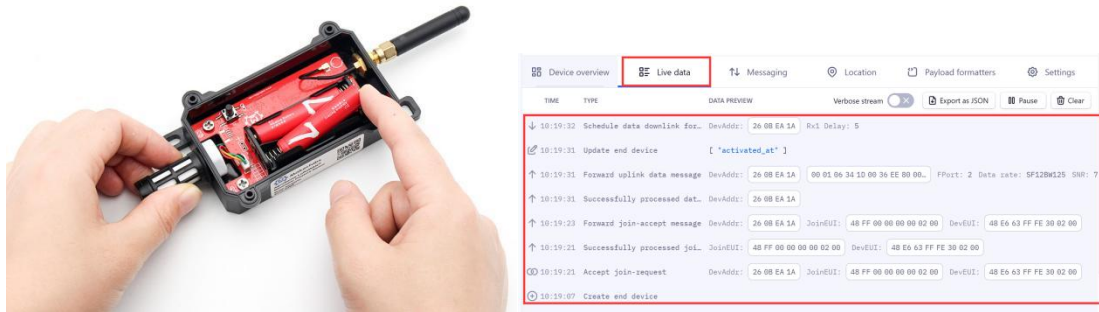 Device overview
Live data
Messaging
Location
Payload formatters
Settings
TIME TYPE DATA PREVIEW Verbose stream Export as JSON Pause Clear
10:19:32 Schedule data downlink for… DevAddr: 26 0B EA 1A Rx1 Delay: 5
10:19:31 Update end device [ "activated_at" ]
10:19:31 Forward uplink data message DevAddr: 26 0B EA 1A 00 01 06 34 1D 00 36 EE 80 00… FPort: 2 Data rate: SF12BW125 SNR: 7
10:19:31 Successfully processed dat… DevAddr: 26 0B EA 1A
10:19:23 Forward join-accept message DevAddr: 26 0B EA 1A JoinEUI: 48 FF 00 00 00 00 02 00 DevEUI: 48 E6 63 FF FE 30 02 00
10:19:21 Successfully processed joi… JoinEUI: 48 FF 00 00 00 00 02 00 DevEUI: 48 E6 63 FF FE 30 02 00
10:19:21 Accept join-request DevAddr: 26 0B EA 1A JoinEUI: 48 FF 00 00 00 00 02 00 DevEUI: 48 E6 63 FF FE 30 02 00
10:19:07 Create end device